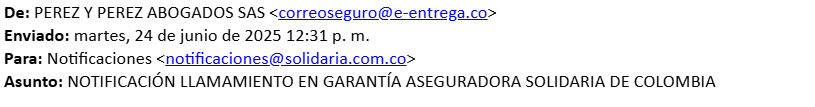 De: PEREZ Y PEREZ ABOGADOS SAS <correoseguro@e-entrega.co>
Enviado: martes, 24 de junio de 2025 12:31 p. m.
Para: Notificaciones <notificaciones@solidaria.com.co>
Asunto: NOTIFICACIÓN LLAMAMIENTO EN GARANTÍA ASEGURADORA SOLIDARIA DE COLOMBIA